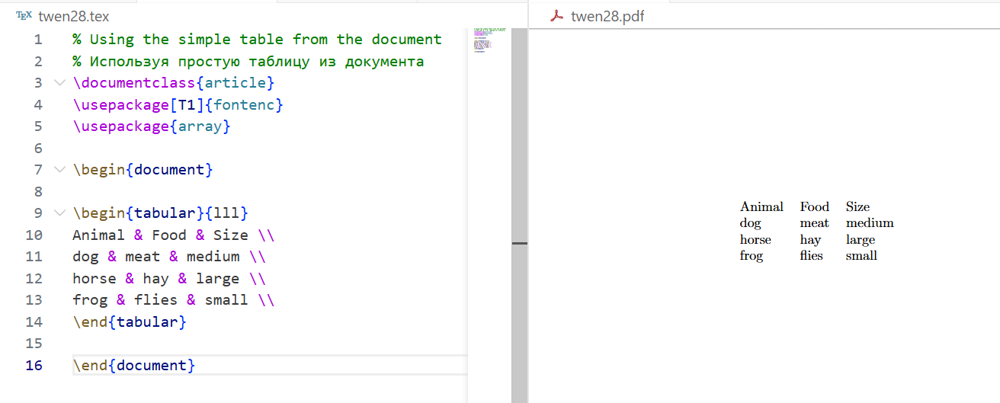 TEX twen28.tex
1 % Using the simple table from the document
2 % Используя простую таблицу из документа
3 \documentclass{article}
4 \usepackage[T1]{fontenc}
5 \usepackage{array}
6
7 \begin{document}
8
9 \begin{tabular}{lll}
10 Animal & Food & Size \\
11 dog & meat & medium \\
12 horse & hay & large \\
13 frog & flies & small \\
14 \end{tabular}
15
16 \end{document}
twen28.pdf
Animal Food Size
dog meat medium
horse hay large
frog flies small